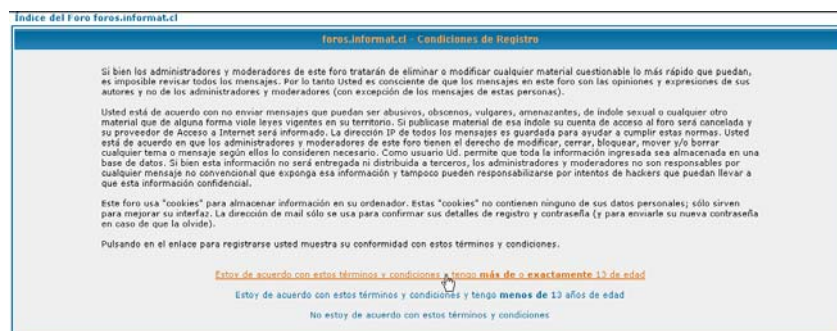 Índice del Foro foros.informat.cl
foros.informat.cl - Condiciones de Registro
Si bien los administradores y moderadores de este foro tratarán de eliminar o modificar cualquier material cuestionable lo más rápido que puedan,
es imposible revisar todos los mensajes. Por lo tanto Usted es consciente de que los mensajes en este foro son las opiniones y expresiones de sus
autores y no de los administradores y moderadores (con excepción de los mensajes de estas personas).
Usted está de acuerdo con no enviar mensajes que puedan ser abusivos, obscenos, vulgares, amenazantes, de índole sexual o cualquier otro
material que de alguna forma viole leyes vigentes en su territorio. Si publicase material de esa indole su cuenta de acceso al foro será cancelada y
su proveedor de Acceso a Internet será informado. La dirección IP de todos los mensajes es guardada para ayudar a cumplir estas normas. Usted
está de acuerdo en que los administradores y moderadores de este foro tienen el derecho de modificar, cerrar, bloquear, mover y/o borrar
cualquier tema o mensaje según ellos lo consideren necesario. Como usuario Ud. permite que toda la información ingresada sea almacenada en una
base de datos. Si bien esta información no será entregada ni distribuida a terceros, los administradores y moderadores no son responsables por
cualquier mensaje no convencional que exponga esa información y tampoco pueden responsabilizarse por intentos de hackers que puedan llevar a
que esta información confidencial.
Este foro usa "cookies" para almacenar información en su ordenador. Estas "cookies" no contienen ninguno de sus datos personales; sólo sirven
para mejorar su interfaz. La dirección de mail sólo se usa para confirmar sus detalles de registro y contraseña (y para enviarle su nueva contraseña
en caso de que la olvide).
Pulsando en el enlace para registrarse usted muestra su conformidad con estos términos y condiciones.
Estoy de acuerdo con estos términos y condiciones y tengo más de o exactamente 13 de edad
Estoy de acuerdo con estos términos y condiciones y tengo menos de 13 años de edad
No estoy de acuerdo con estos términos y condiciones